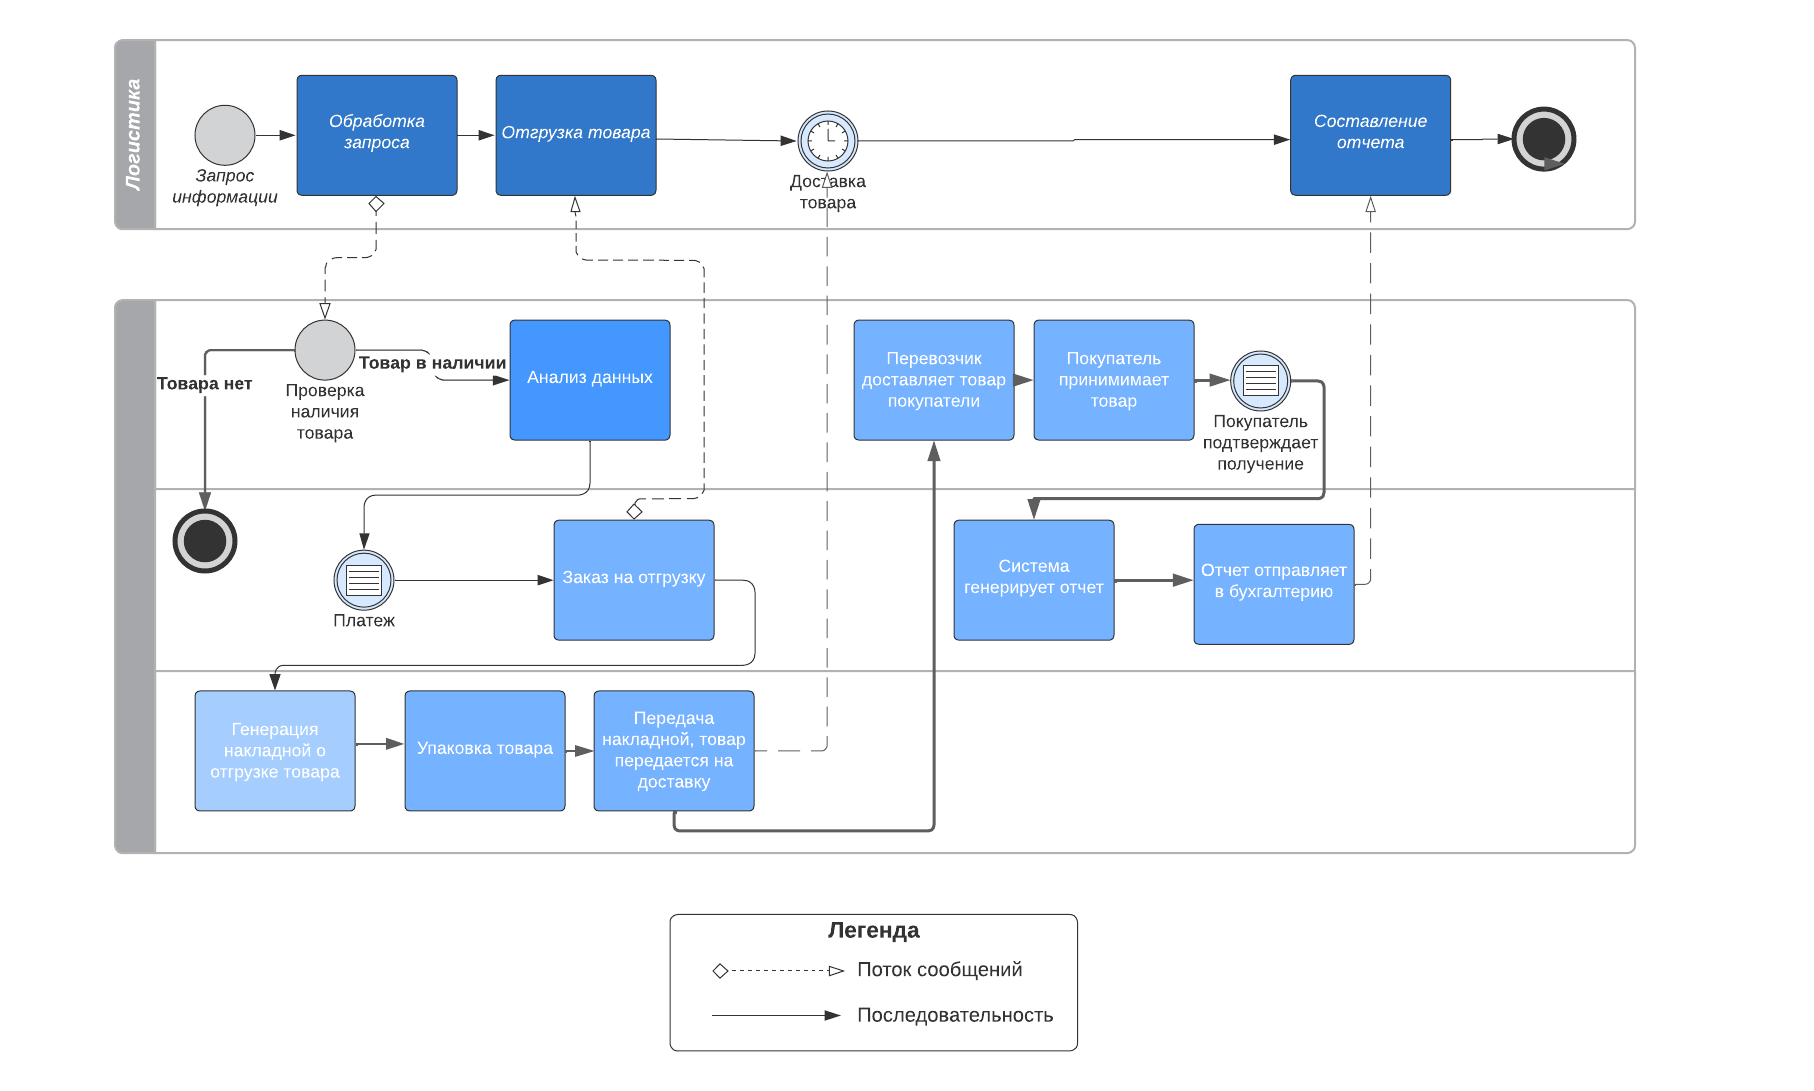 Логистика
Запрос
информации
Обработка
запроса
Отгрузка товара
Доставка
товара
Составление
отчета
Товара нет
Проверка
наличия
товара
Товар в наличии
Анализ данных
Перевозчик
доставляет товар
покупатели
Покупатель
принимимает
товар
Покупатель
подтверждает
получение
Платеж
Заказ на отгрузку
Система
генерирует отчет
Отчет отправляет
в бухгалтерию
Генерация
накладной о
отгрузке товара
Упаковка товара
Передача
накладной, товар
передается на
доставку
Легенда
Поток сообщений
Последовательность